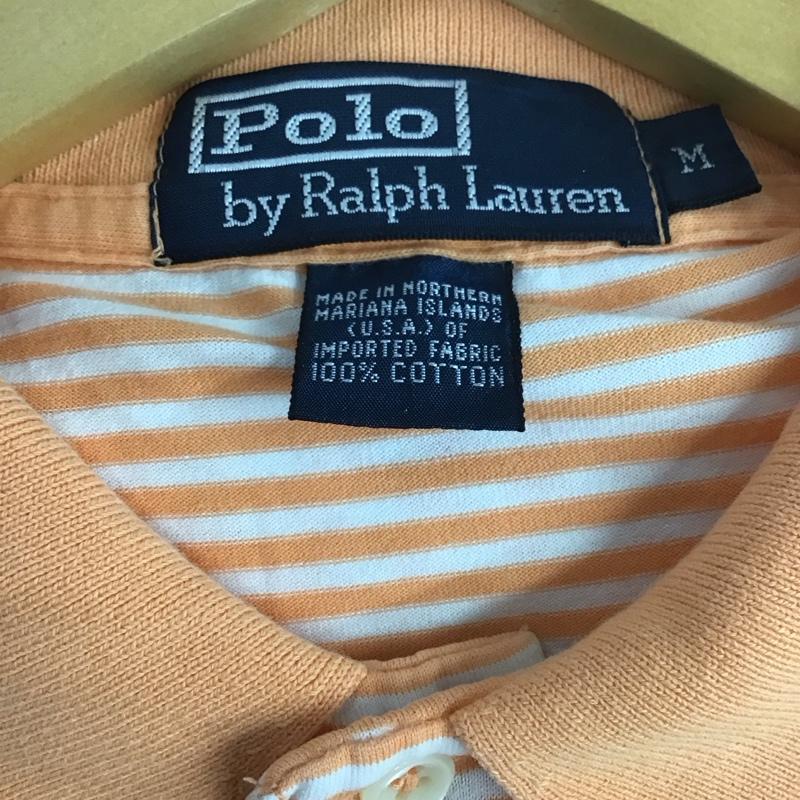 Polo
by Ralph Lauren
M
MADE IN NORTHERN
MARIANA ISLANDS
(U.S.A.) OF
IMPORTED FABRIC
100% COTTON